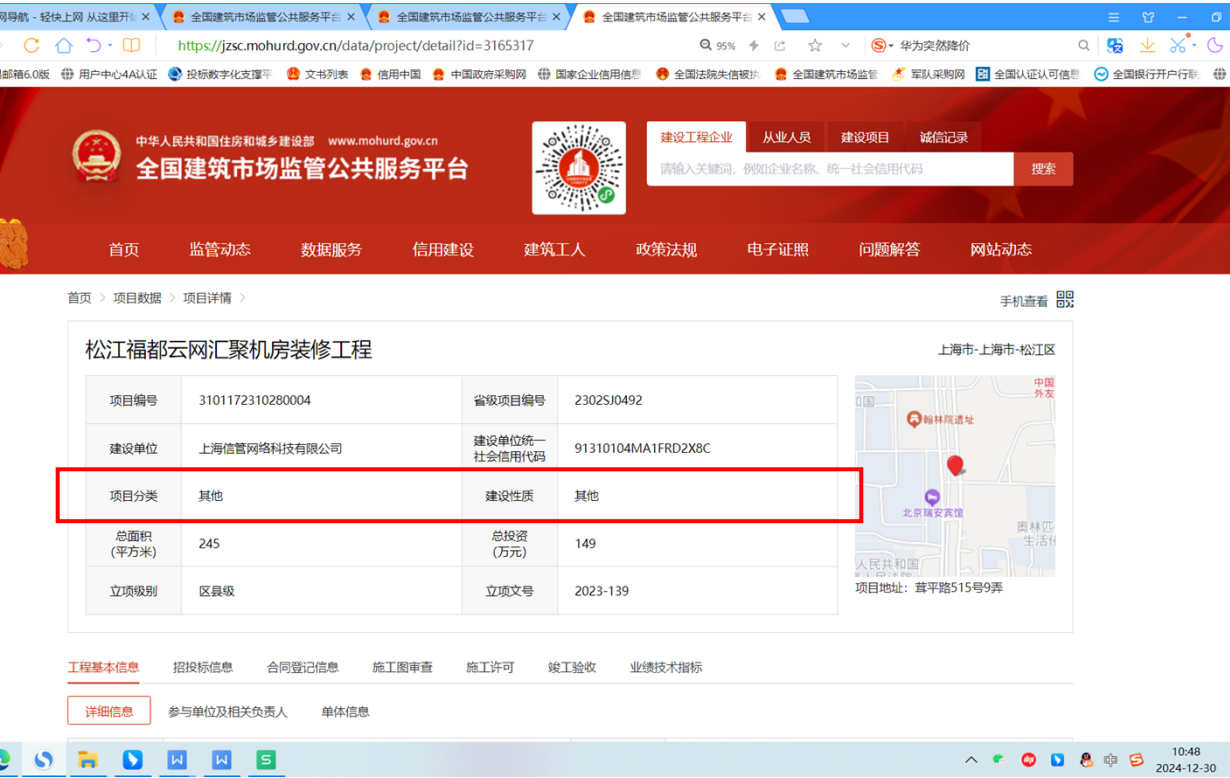 网导航 - 轻快上网 从这里开始
全国建筑市场监管公共服务平台
全国建筑市场监管公共服务平台
全国建筑市场监管公共服务平台
https://jzsc.mohurd.gov.cn/data/project/detail?id=3165317
95%
华为突然降价
邮箱6.0版
用户中心4A认证
投标数字化支撑平
文书列表
信用中国
中国政府采购网
国家企业信用信息
全国法院失信被执
全国建筑市场监管
军队采购网
全国认证认可信息
全国银行开户行联
中华人民共和国住房和城乡建设部 www.mohurd.gov.cn
全国建筑市场监管公共服务平台
建设工程企业 从业人员 建设项目 诚信记录
请输入关键词，例如企业名称、统一社会信用代码
搜索
首页 监管动态 数据服务 信用建设 建筑工人 政策法规 电子证照 问题解答 网站动态
首页 > 项目数据 > 项目详情 >
手机查看
松江福都云网汇聚机房装修工程
上海市-上海市-松江区
项目编号 3101172310280004 省级项目编号 2302SJ0492
建设单位 上海信管网络科技有限公司 建设单位统一
社会信用代码 91310104MA1FRD2X8C
项目分类 其他 建设性质 其他
总面积
(平方米) 245 总投资
(万元) 149
立项级别 区县级 立项文号 2023-139
中国
外友
和国
翰林院遗址
北京瑞安宾馆
奥林匹
生活
人民共和国
项目地址：茸平路515号9弄
工程基本信息 招投标信息 合同登记信息 施工图审查 施工许可 竣工验收 业绩技术指标
详细信息 参与单位及相关负责人 单体信息
10:48
2024-12-30